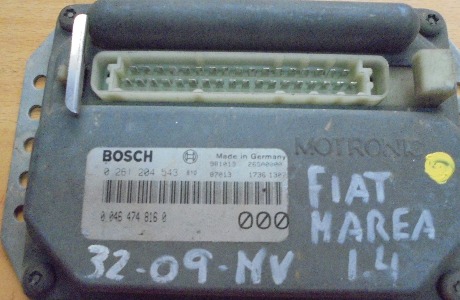 MOTRONIC
BOSCH
Made in Germany
0 261 204 543
0 046 474 816 0
000
FIAT
MAREA
1.4
32-09-MV